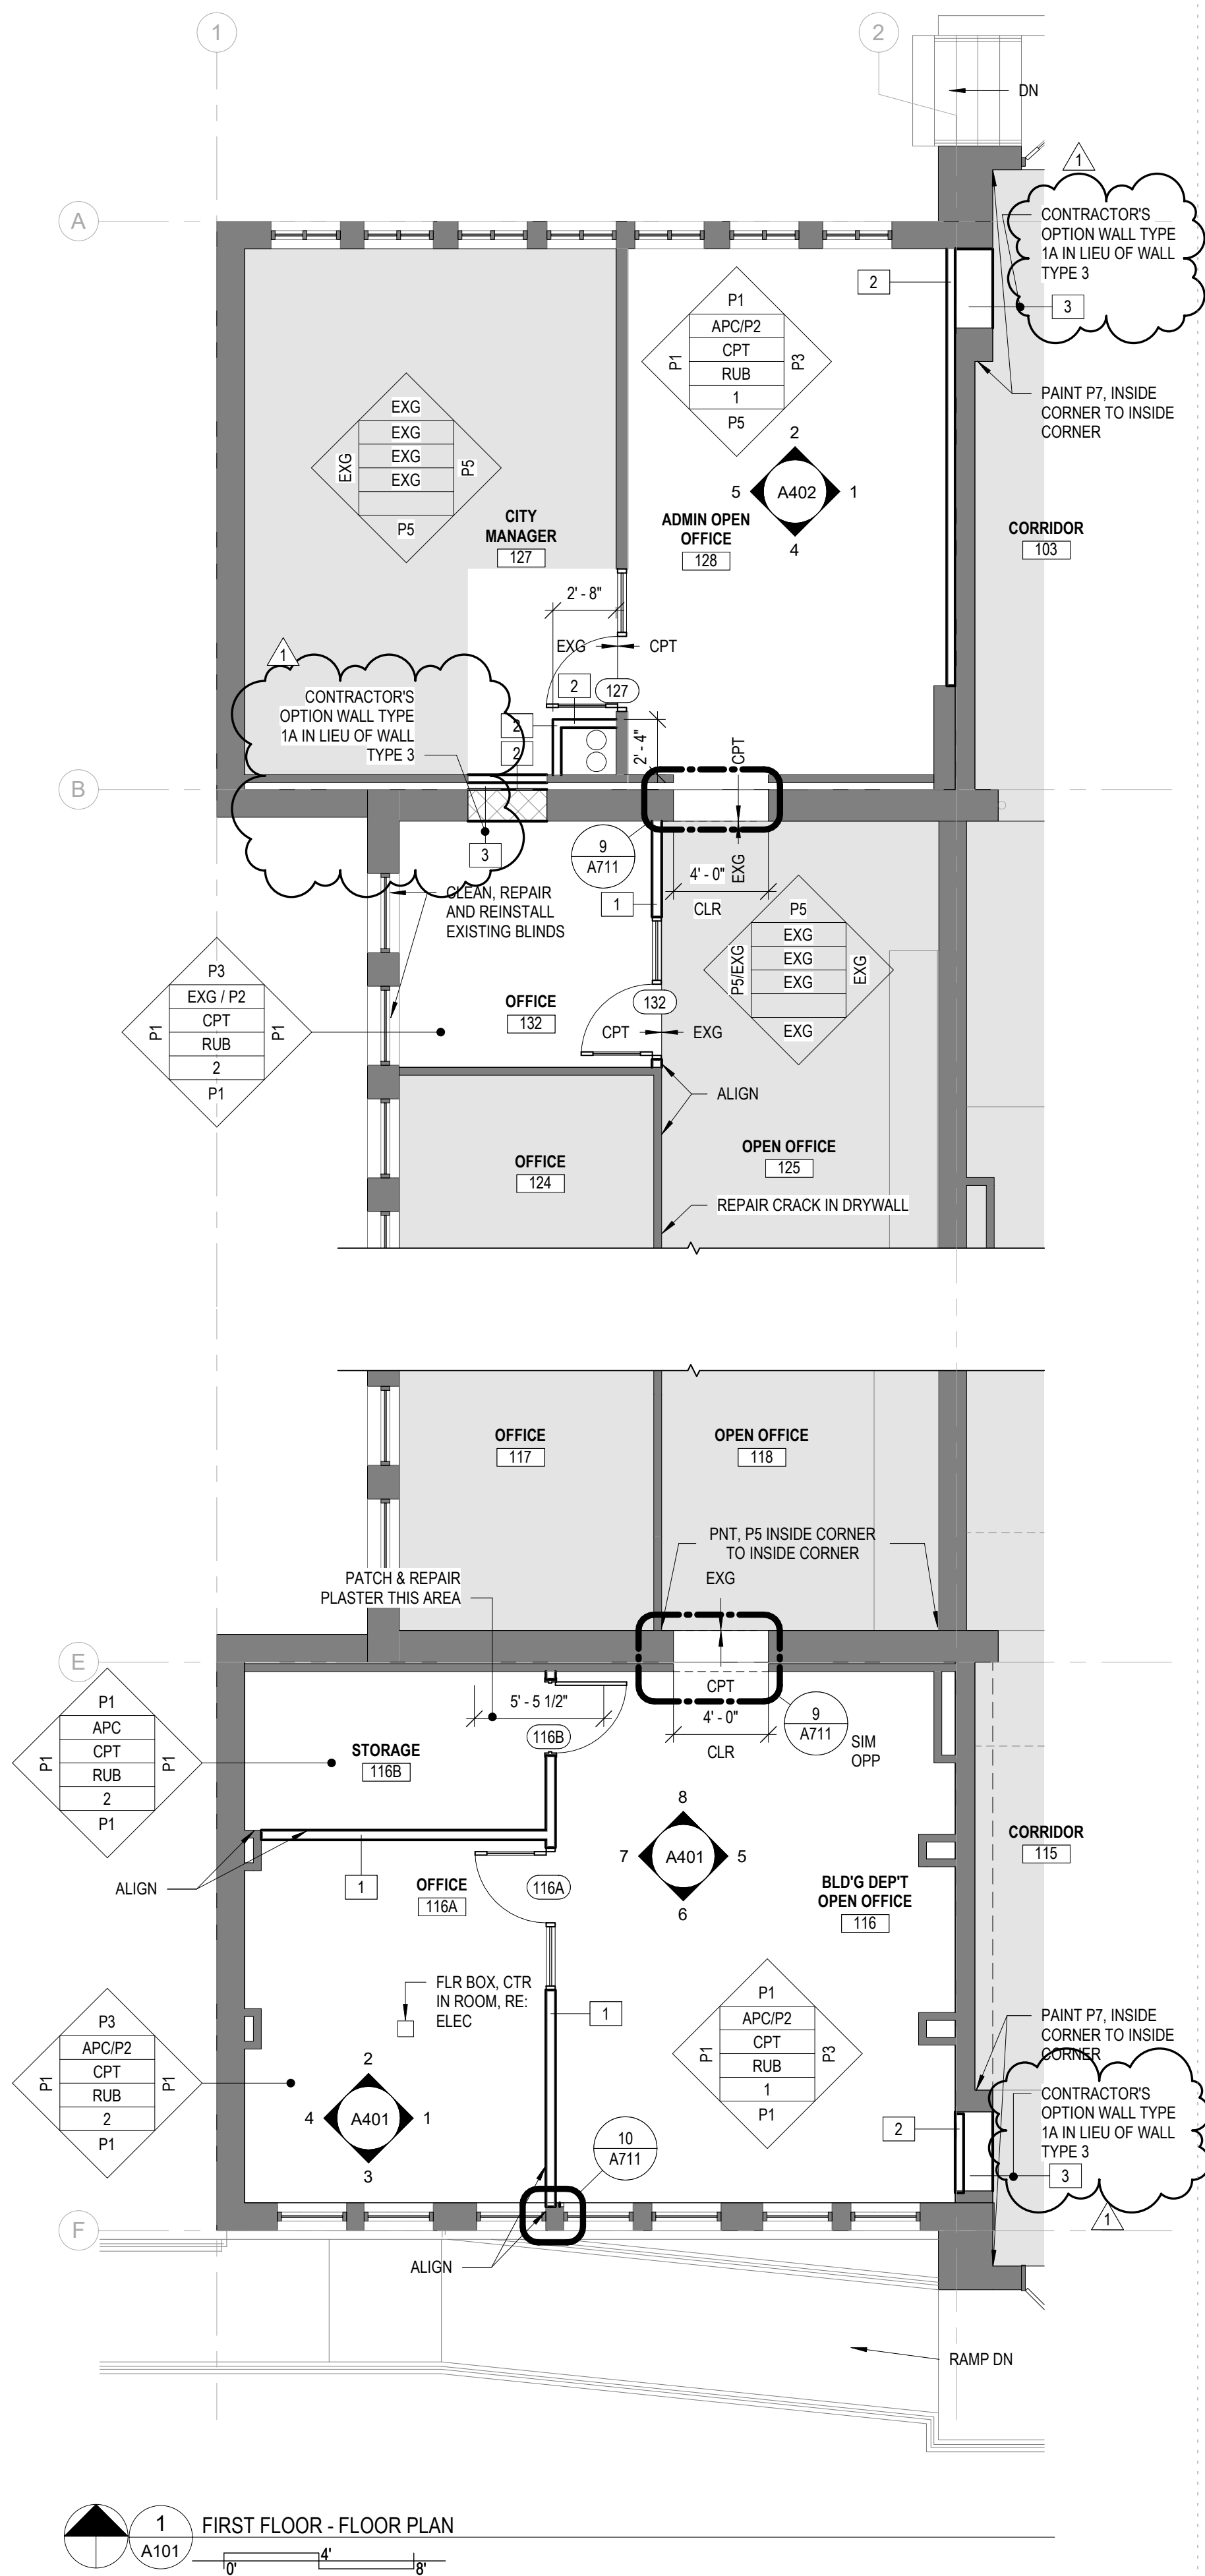 1
2
DN
1
A
CONTRACTOR'S
OPTION WALL TYPE
1A IN LIEU OF WALL
TYPE 3
3
2
P1
APC/P2
CPT
RUB
1
P5
P1
P3
PAINT P7, INSIDE
CORNER TO INSIDE
CORNER
EXG
EXG
EXG
EXG
P5
EXG
P5
2
5
A402
1
4
CITY
MANAGER
127
ADMIN OPEN
OFFICE
128
CORRIDOR
103
2' - 8"
EXG
CPT
1
2
127
CONTRACTOR'S
OPTION WALL TYPE
1A IN LIEU OF WALL
TYPE 3
2
2
2' - 4"
CPT
B
3
9
A711
4' - 0"
CLR
EXG
1
CLEAN, REPAIR
AND REINSTALL
EXISTING BLINDS
P5
EXG
EXG
EXG
EXG
P5/EXG
EXG
P3
EXG / P2
CPT
RUB
2
P1
P1
P1
OFFICE
132
132
CPT
EXG
ALIGN
OFFICE
124
OPEN OFFICE
125
REPAIR CRACK IN DRYWALL
OFFICE
117
OPEN OFFICE
118
PNT, P5 INSIDE CORNER
TO INSIDE CORNER
EXG
PATCH & REPAIR
PLASTER THIS AREA
E
CPT
5' - 5 1/2"
4' - 0"
CLR
9
A711
SIM
OPP
116B
P1
APC
CPT
RUB
2
P1
P1
P1
STORAGE
116B
8
7
A401
5
6
CORRIDOR
115
ALIGN
1
OFFICE
116A
116A
BLD'G DEP'T
OPEN OFFICE
116
FLR BOX, CTR
IN ROOM, RE:
ELEC
1
P1
APC/P2
CPT
RUB
1
P1
P1
P3
P3
APC/P2
CPT
RUB
2
P1
P1
P1
PAINT P7, INSIDE
CORNER TO INSIDE
CORNER
CONTRACTOR'S
OPTION WALL TYPE
1A IN LIEU OF WALL
TYPE 3
3
2
2
4
A401
1
3
10
A711
1
F
ALIGN
RAMP DN
1
A101
FIRST FLOOR - FLOOR PLAN
0'
4'
8'